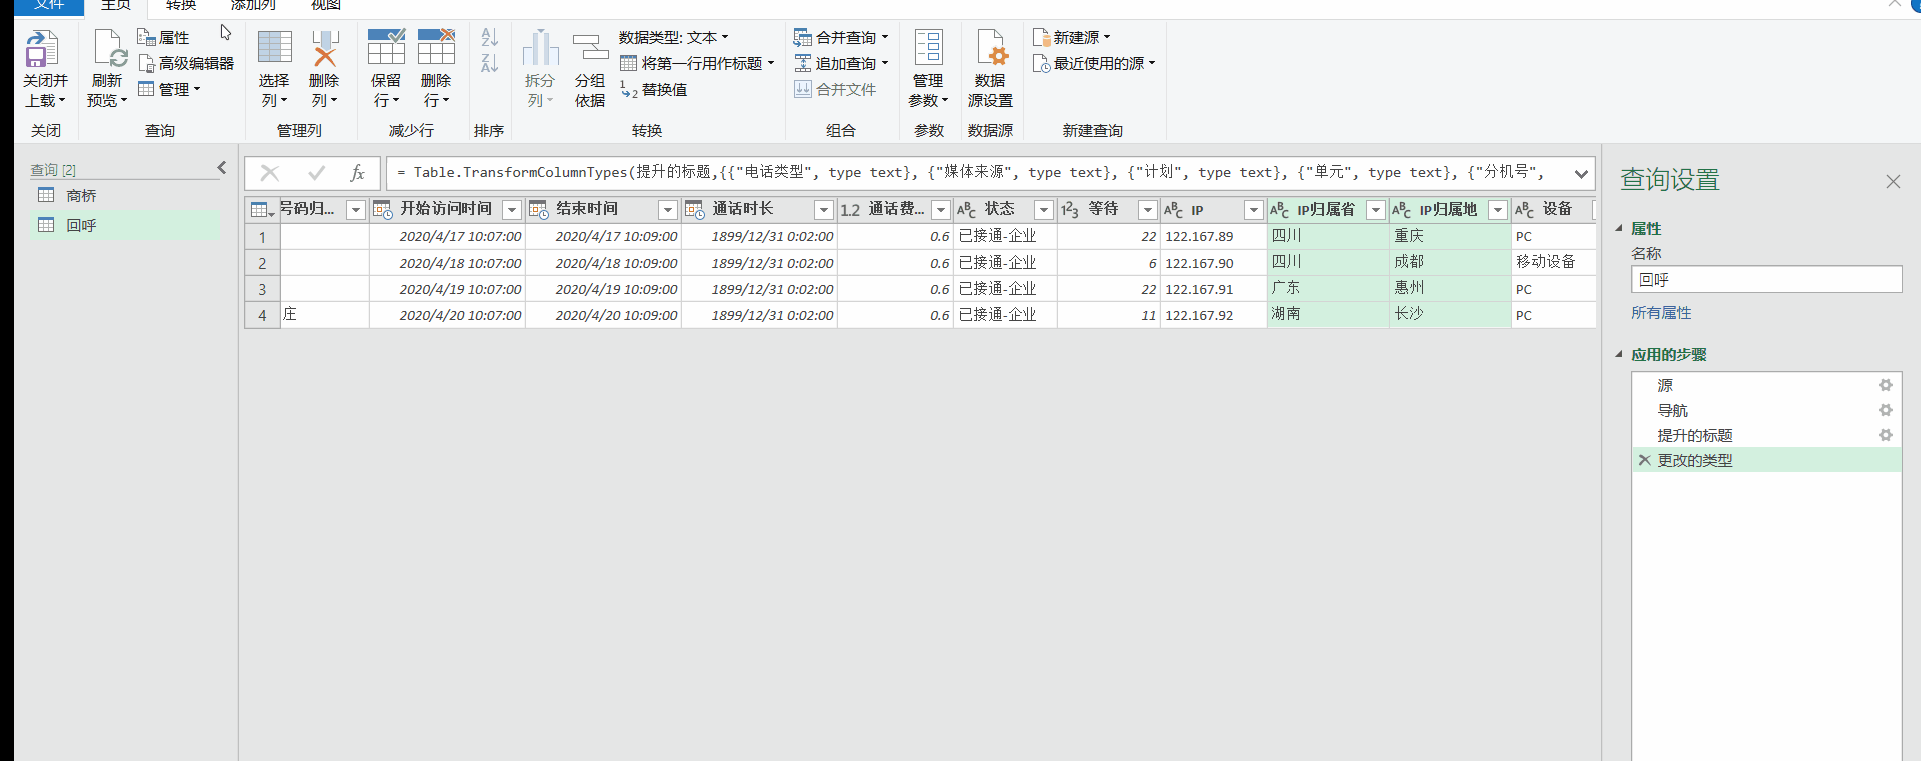 文件 主页 转换 添加列 视图
关闭并上载 刷新预览 属性 高级编辑器 管理 选择列 删除列 保留行 删除行 拆分列 分组依据 数据类型: 文本 将第一行用作标题 替换值 合并查询 追加查询 合并文件 管理参数 数据源设置 新建源 最近使用的源
关闭 查询 管理列 减少行 排序 转换 组合 参数 数据源 新建查询
查询 [2]
商桥
回呼
= Table.TransformColumnTypes(提升的标题,{{"电话类型", type text}, {"媒体来源", type text}, {"计划", type text}, {"单元", type text}, {"分机号",
号码归... 开始访问时间 结束时间 通话时长 1.2 通话费... ABC 状态 123 等待 ABC IP ABC IP归属省 ABC IP归属地 ABC 设备
1 2020/4/17 10:07:00 2020/4/17 10:09:00 1899/12/31 0:02:00 0.6 已接通-企业 22 122.167.89 四川 重庆 PC
2 2020/4/18 10:07:00 2020/4/18 10:09:00 1899/12/31 0:02:00 0.6 已接通-企业 6 122.167.90 四川 成都 移动设备
3 2020/4/19 10:07:00 2020/4/19 10:09:00 1899/12/31 0:02:00 0.6 已接通-企业 22 122.167.91 广东 惠州 PC
4 庄 2020/4/20 10:07:00 2020/4/20 10:09:00 1899/12/31 0:02:00 0.6 已接通-企业 11 122.167.92 湖南 长沙 PC
查询设置
属性
名称
回呼
所有属性
应用的步骤
源
导航
提升的标题
更改的类型